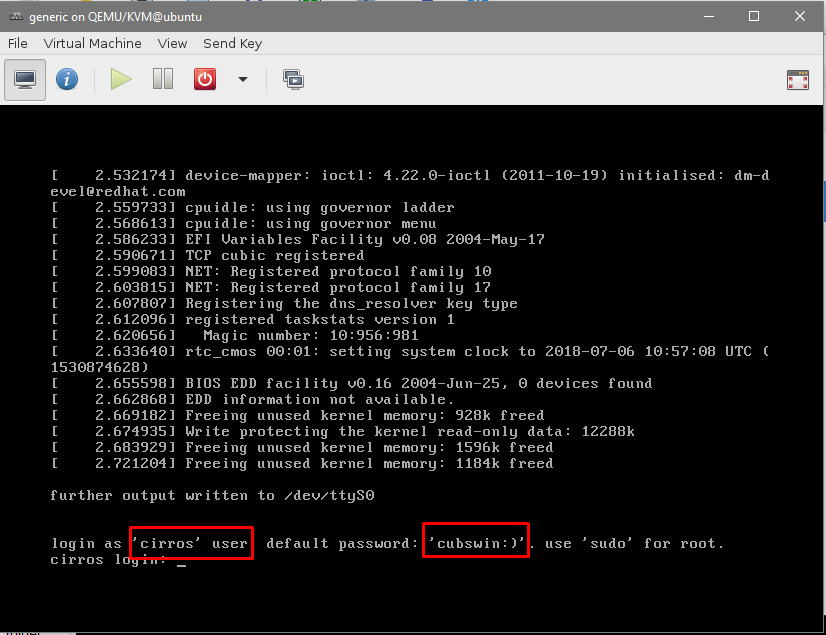 generic on QEMU/KVM@ubuntu
File Virtual Machine View Send Key
[    2.532174] device-mapper: ioctl: 4.22.0-ioctl (2011-10-19) initialised: dm-d
evel@redhat.com
[    2.559733] cpuidle: using governor ladder
[    2.568613] cpuidle: using governor menu
[    2.586233] EFI Variables Facility v0.08 2004-May-17
[    2.590671] TCP cubic registered
[    2.599083] NET: Registered protocol family 10
[    2.603815] NET: Registered protocol family 17
[    2.607807] Registering the dns_resolver key type
[    2.612096] registered taskstats version 1
[    2.620656]   Magic number: 10:956:981
[    2.633640] rtc_cmos 00:01: setting system clock to 2018-07-06 10:57:08 UTC (
1530874628)
[    2.655598] BIOS EDD facility v0.16 2004-Jun-25, 0 devices found
[    2.662868] EDD information not available.
[    2.669182] Freeing unused kernel memory: 928k freed
[    2.674935] Write protecting the kernel read-only data: 12288k
[    2.683929] Freeing unused kernel memory: 1596k freed
[    2.721204] Freeing unused kernel memory: 1184k freed
further output written to /dev/ttyS0
login as 'cirros' user default password: 'cubswin:)'. use 'sudo' for root.
cirros login: _